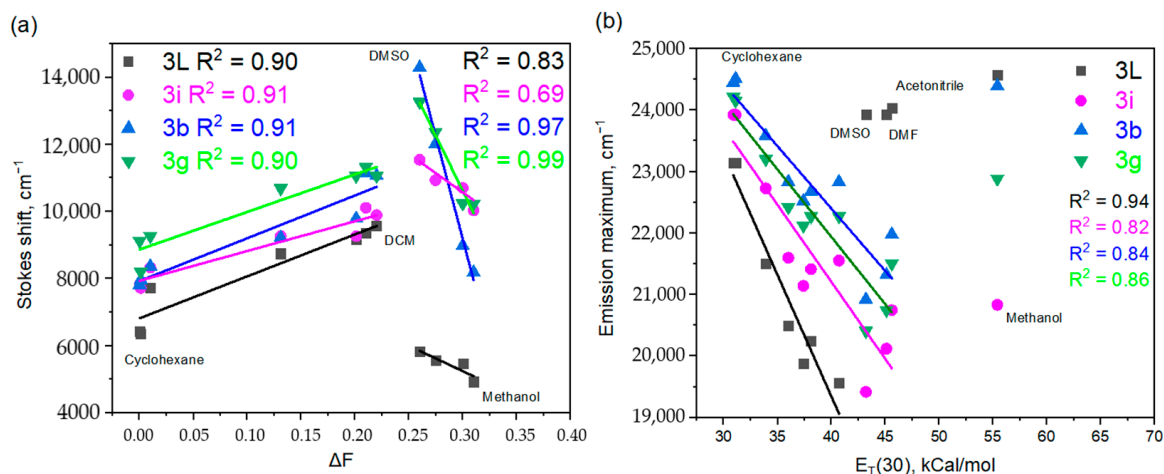 (a)
Stokes shift, cm⁻¹
14,000
12,000
10,000
8000
6000
4000
3L R² = 0.90
3i R² = 0.91
3b R² = 0.91
3g R² = 0.90
DMSO
R² = 0.83
R² = 0.69
R² = 0.97
R² = 0.99
DCM
Cyclohexane
Methanol
0.00 0.05 0.10 0.15 0.20 0.25 0.30 0.35 0.40
ΔF
(b)
Emission maximum, cm⁻¹
25,000
24,000
23,000
22,000
21,000
20,000
19,000
Cyclohexane
Acetonitrile
DMSO
DMF
Methanol
3L
3i
3b
3g
R² = 0.94
R² = 0.82
R² = 0.84
R² = 0.86
30 35 40 45 50 55 60 65 70
E_T(30), kCal/mol